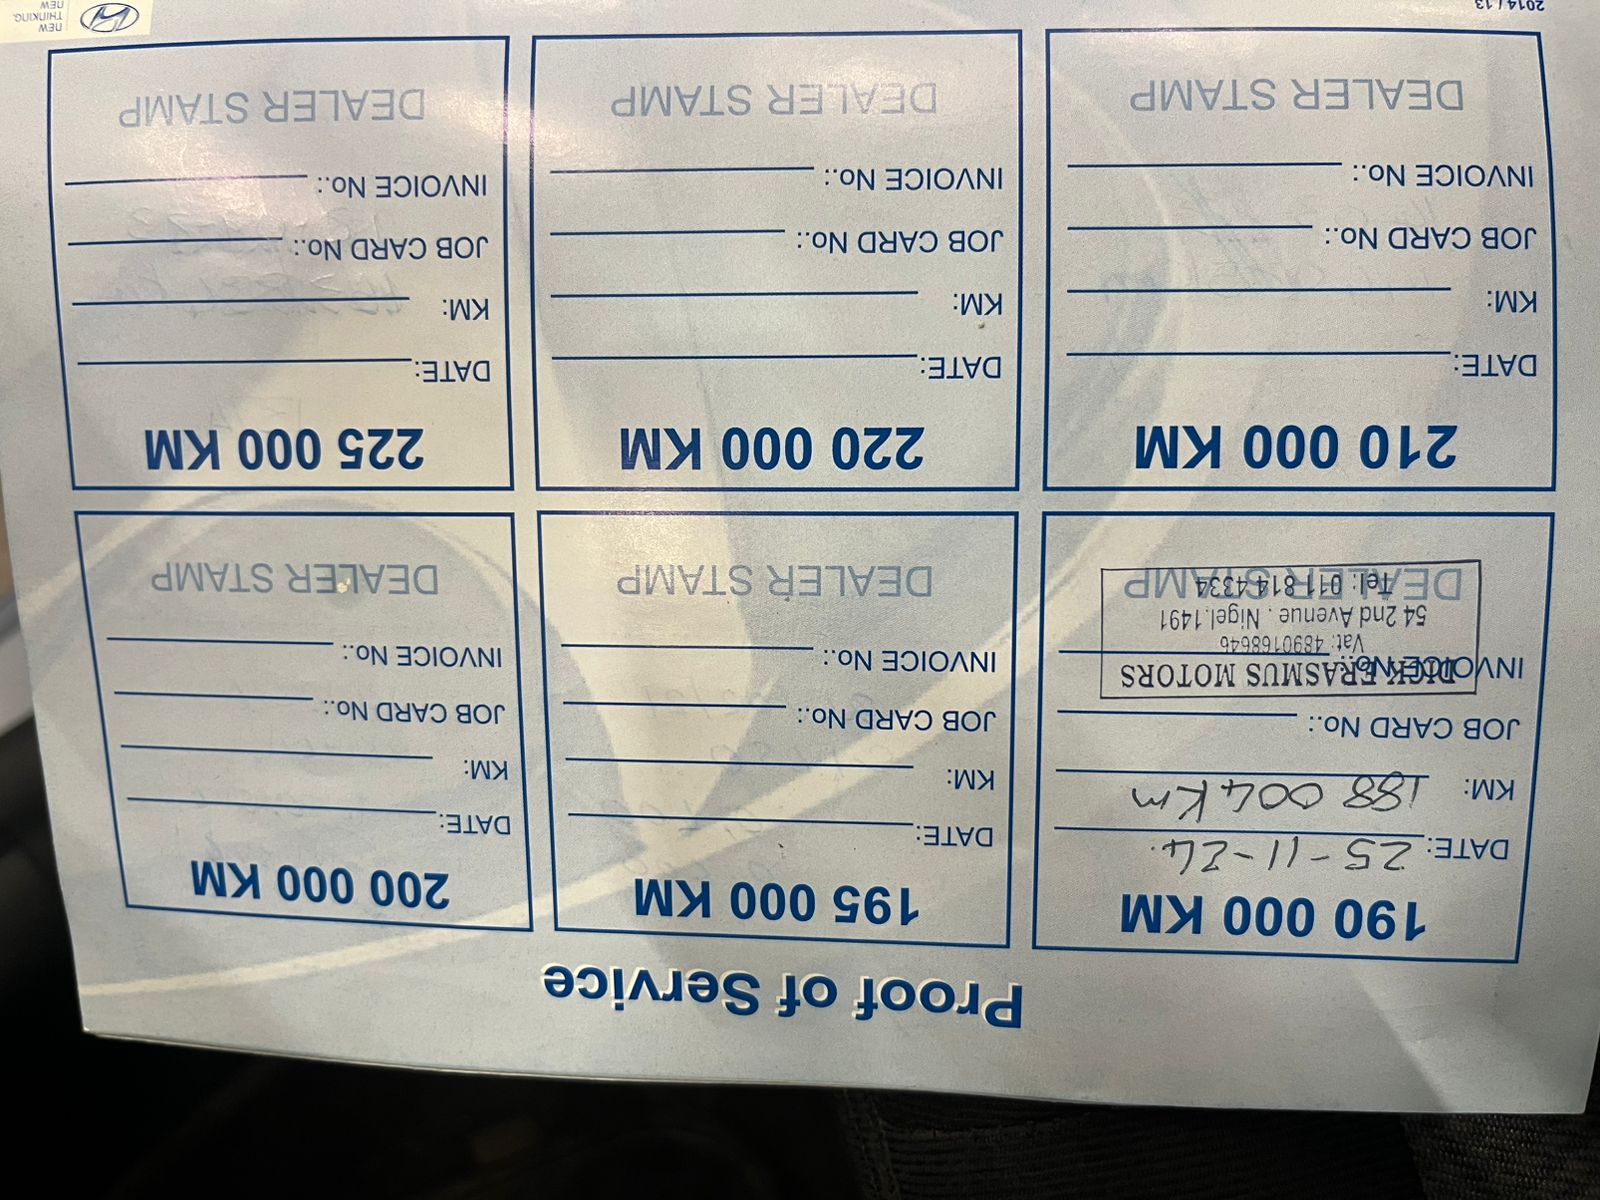 Proof of Service
190 000 KM
DATE: 25-11-24.
KM: 188 004 Km
JOB CARD No.:
INVOICE No.:
DICK ERASMUS MOTORS
Vat: 4890168646
54 2nd Avenue . Nigel.1491
Tel: 011 814 4334
DEALER STAMP
195 000 KM
DATE:
KM:
JOB CARD No.:
INVOICE No.:
DEALER STAMP
200 000 KM
DATE:
KM:
JOB CARD No.:
INVOICE No.:
DEALER STAMP
210 000 KM
DATE:
KM:
JOB CARD No.:
INVOICE No.:
DEALER STAMP
220 000 KM
DATE:
KM:
JOB CARD No.:
INVOICE No.:
DEALER STAMP
225 000 KM
DATE:
KM:
JOB CARD No.:
INVOICE No.:
DEALER STAMP
2014 / 13
NEW
THINKING.
NEW